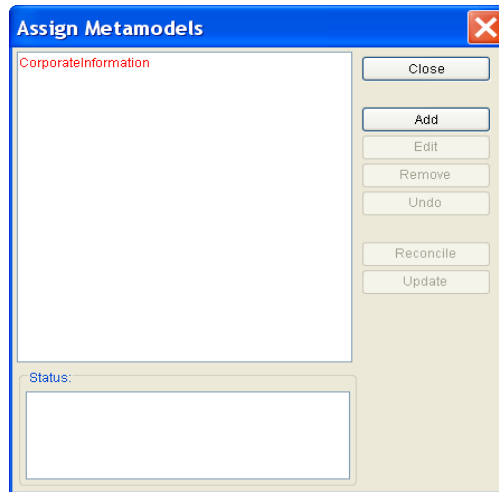 Assign Metamodels
CorporateInformation
Close
Add
Edit
Remove
Undo
Reconcile
Update
Status: